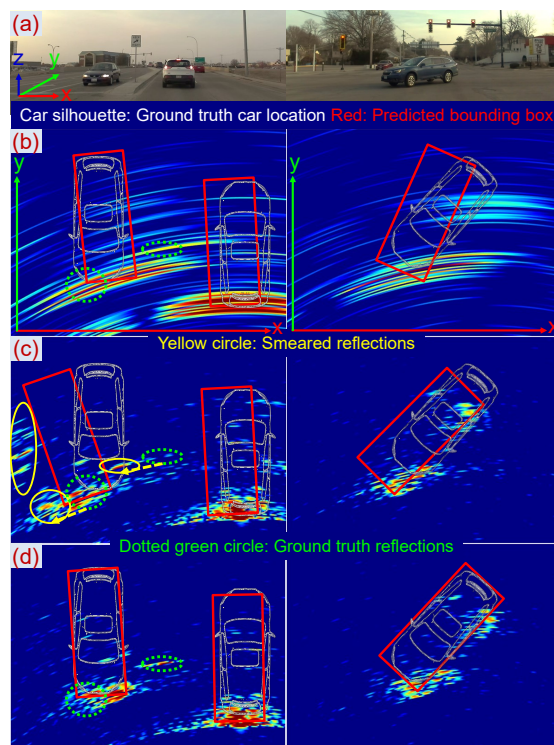 (a)
z
y
x
Car silhouette: Ground truth car location Red: Predicted bounding box
(b)
y
y
x
x
Yellow circle: Smeared reflections
(c)
Dotted green circle: Ground truth reflections
(d)